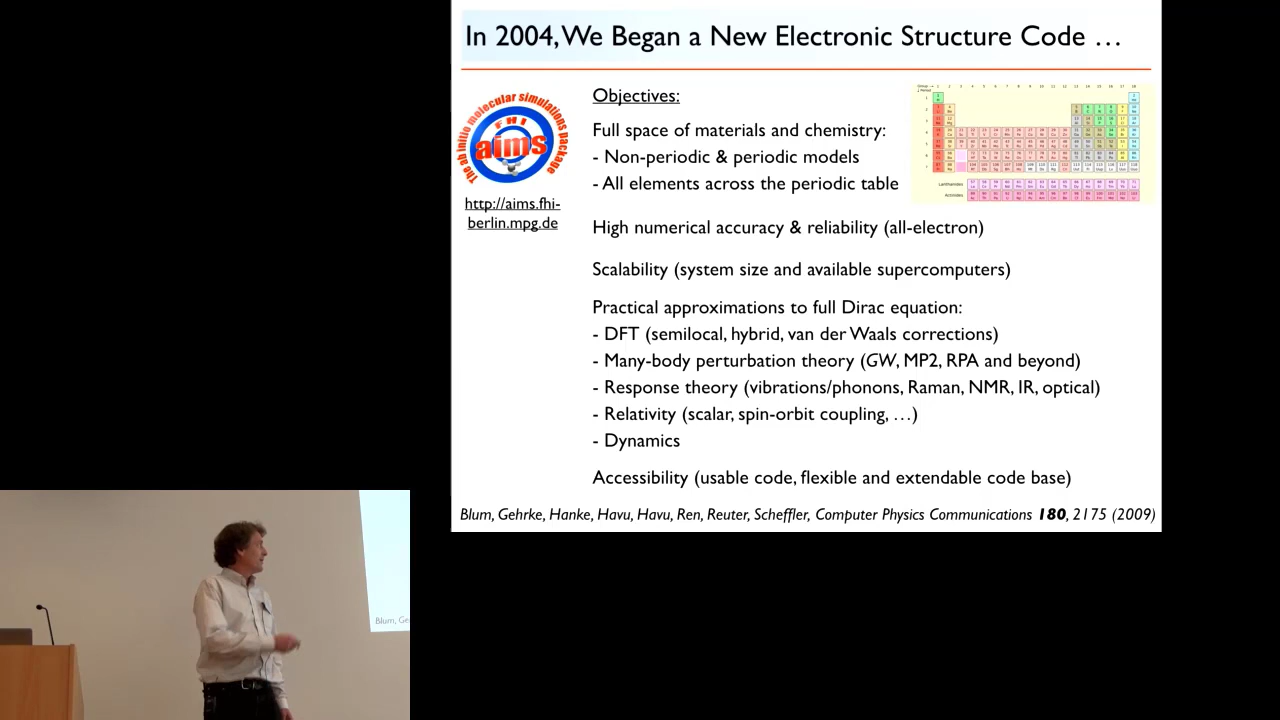 In 2004, We Began a New Electronic Structure Code …
The ab initio molecular simulations package
FHI
aims
http://aims.fhi-
berlin.mpg.de
Objectives:
Full space of materials and chemistry:
- Non-periodic & periodic models
- All elements across the periodic table
Lanthanides
Actinides
High numerical accuracy & reliability (all-electron)
Scalability (system size and available supercomputers)
Practical approximations to full Dirac equation:
- DFT (semilocal, hybrid, van der Waals corrections)
- Many-body perturbation theory (GW, MP2, RPA and beyond)
- Response theory (vibrations/phonons, Raman, NMR, IR, optical)
- Relativity (scalar, spin-orbit coupling, …)
- Dynamics
Accessibility (usable code, flexible and extendable code base)
Blum, Gehrke, Hanke, Havu, Havu, Ren, Reuter, Scheffler, Computer Physics Communications 180, 2175 (2009)
Blum, Ge